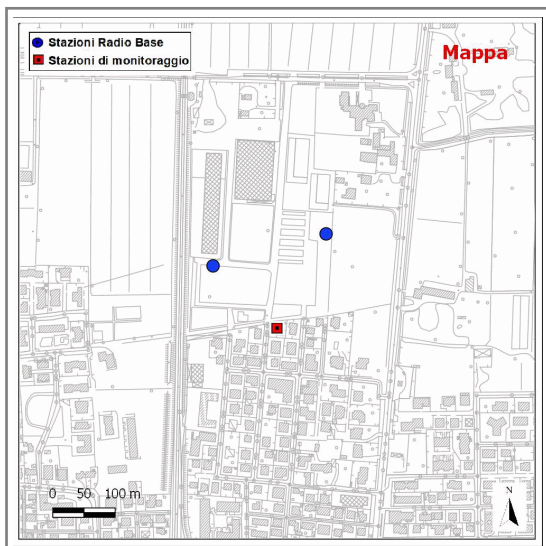 Stazioni Radio Base
Stazioni di monitoraggio
Mappa
0 50 100 m
N